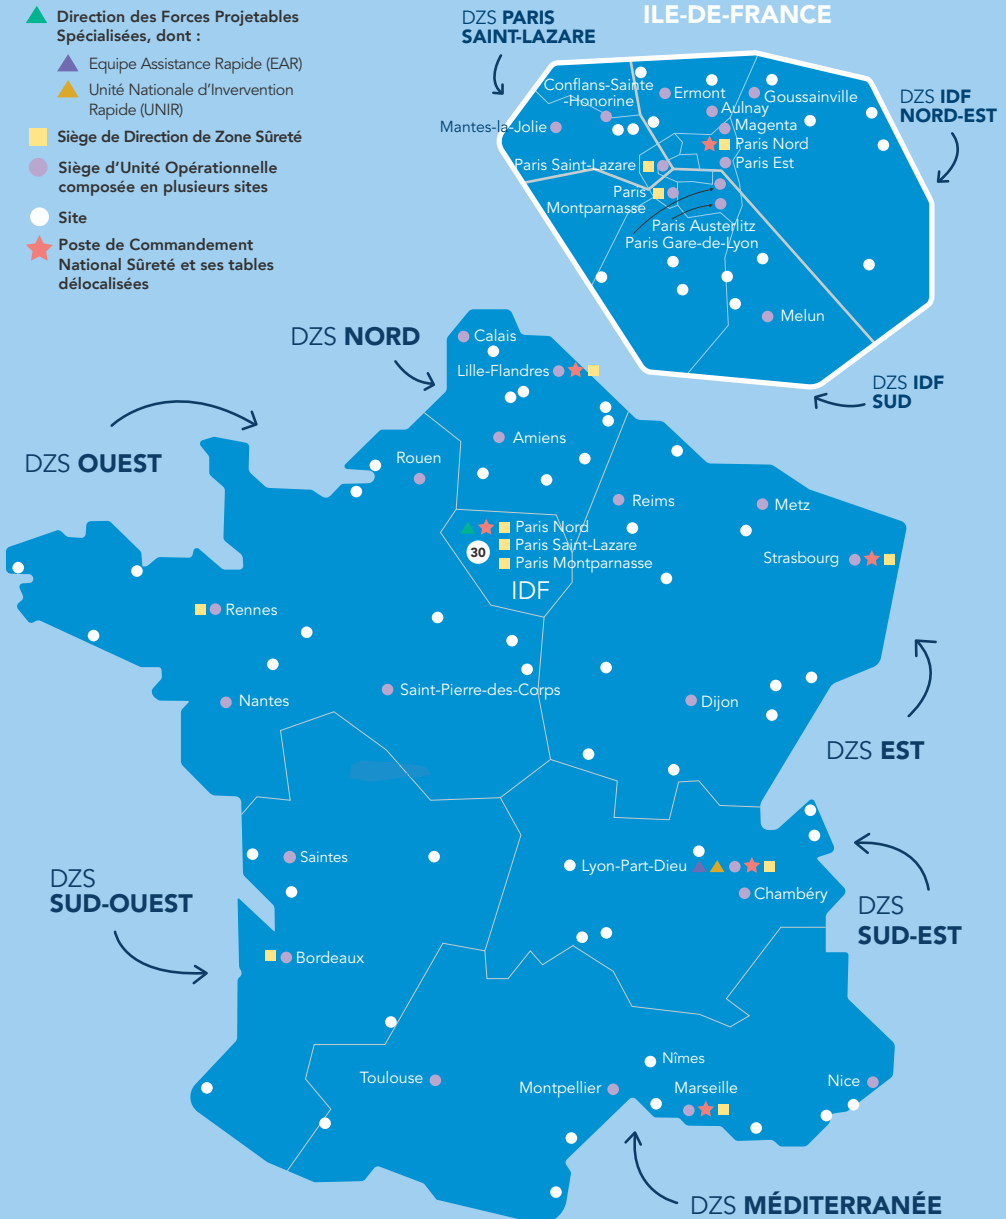 Direction des Forces Projetables
Spécialisées, dont :
Equipe Assistance Rapide (EAR)
Unité Nationale d'Invervention
Rapide (UNIR)
Siège de Direction de Zone Sûreté
Siège d'Unité Opérationnelle
composée en plusieurs sites
Site
Poste de Commandement
National Sûreté et ses tables
délocalisées
ILE-DE-FRANCE
DZS PARIS
SAINT-LAZARE
DZS IDF
NORD-EST
DZS IDF
SUD
Conflans-Sainte
-Honorine
Ermont
Goussainville
Aulnay
Mantes-la-Jolie
Magenta
Paris Nord
Paris Saint-Lazare
Paris Est
Paris
Montparnasse
Paris Austerlitz
Paris Gare-de-Lyon
Melun
DZS NORD
Calais
Lille-Flandres
DZS OUEST
Amiens
Rouen
Reims
Metz
Paris Nord
30
Paris Saint-Lazare
Paris Montparnasse
IDF
Strasbourg
Rennes
Nantes
Saint-Pierre-des-Corps
Dijon
DZS EST
Saintes
Lyon-Part-Dieu
Chambéry
DZS
SUD-OUEST
DZS
SUD-EST
Bordeaux
Nîmes
Toulouse
Montpellier
Marseille
Nice
DZS MÉDITERRANÉE